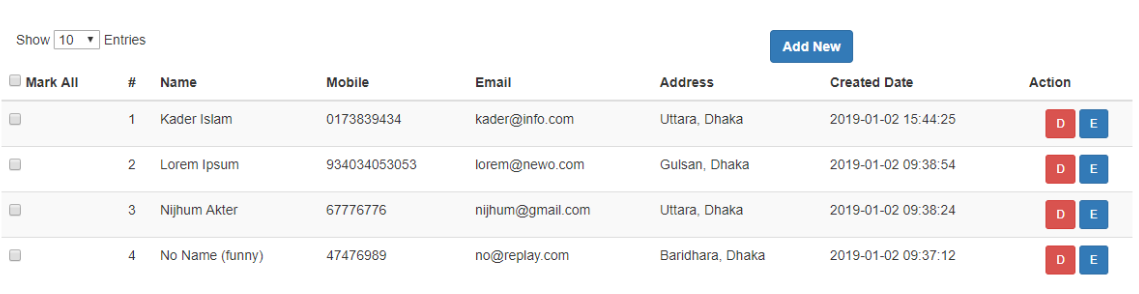 Show 10 Entries
Add New
Mark All # Name Mobile Email Address Created Date Action
1 Kader Islam 0173839434 kader@info.com Uttara, Dhaka 2019-01-02 15:44:25 D E
2 Lorem Ipsum 934034053053 lorem@newo.com Gulsan, Dhaka 2019-01-02 09:38:54 D E
3 Nijhum Akter 67776776 nijhum@gmail.com Uttara, Dhaka 2019-01-02 09:38:24 D E
4 No Name (funny) 47476989 no@replay.com Baridhara, Dhaka 2019-01-02 09:37:12 D E